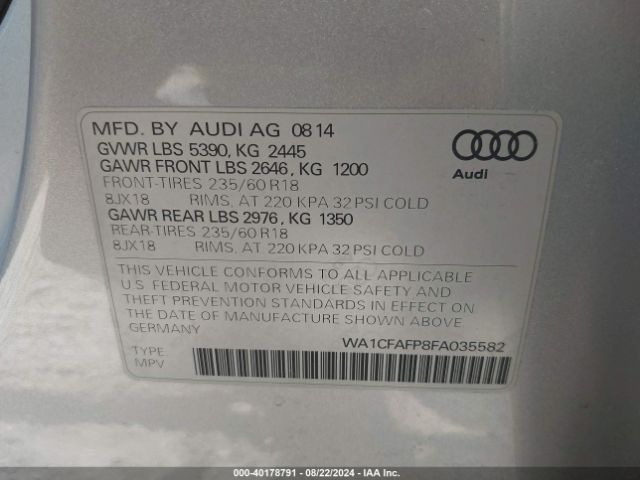 MFD. BY AUDI AG 0814
GVWR LBS 5390, KG 2445
GAWR FRONT LBS 2646, KG 1200
FRONT-TIRES 235/60 R18
8JX18 RIMS, AT 220 KPA 32 PSI COLD
GAWR REAR LBS 2976, KG 1350
REAR-TIRES 235/60 R18
8JX18 RIMS, AT 220 KPA 32 PSI COLD
Audi
THIS VEHICLE CONFORMS TO ALL APPLICABLE
U.S. FEDERAL MOTOR VEHICLE SAFETY AND
THEFT PREVENTION STANDARDS IN EFFECT ON
THE DATE OF MANUFACTURE SHOWN ABOVE.
GERMANY
WA1CFAFP8FA035582
TYPE:
MPV
000-40178791 - 08/22/2024 - IAA Inc.